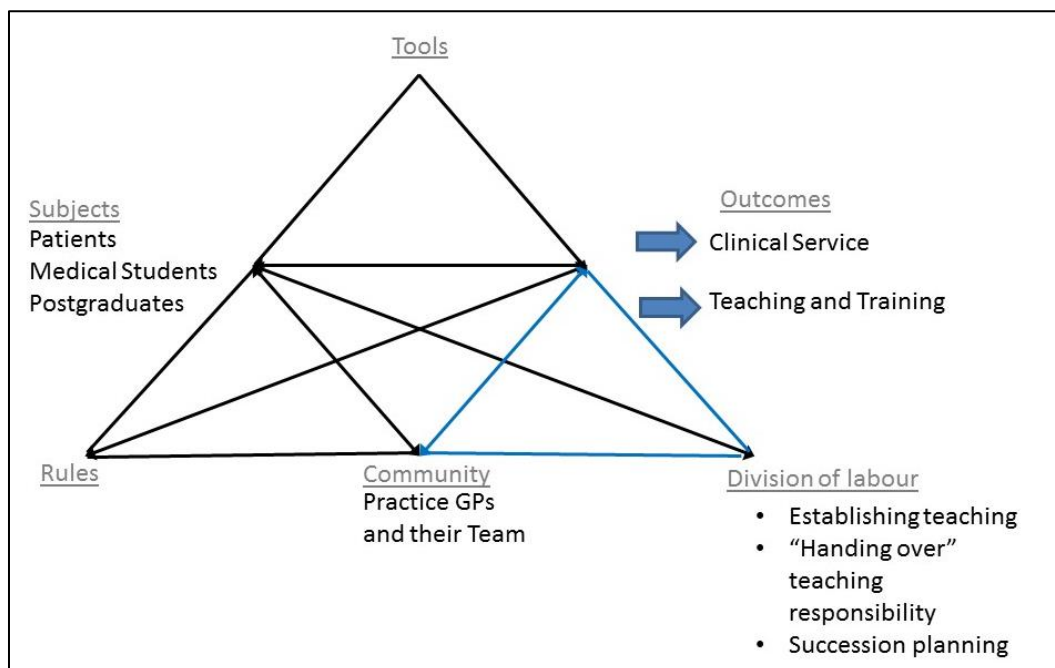 Tools
Subjects
Patients
Medical Students
Postgraduates
Outcomes
Clinical Service
Teaching and Training
Rules
Community
Practice GPs
and their Team
Division of labour
• Establishing teaching
• “Handing over”
teaching
responsibility
• Succession planning